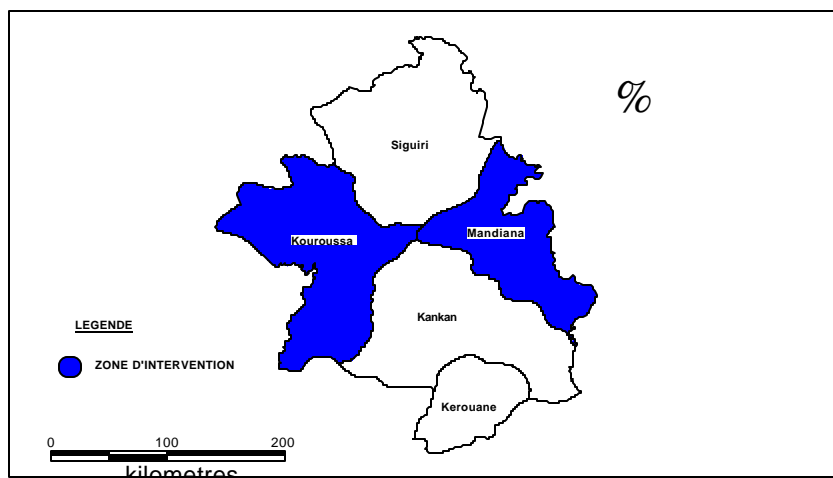 %
Siguiri
Mandiana
Kouroussa
Kankan
LEGENDE
ZONE D'INTERVENTION
Kerouane
0 100 200
kilometres